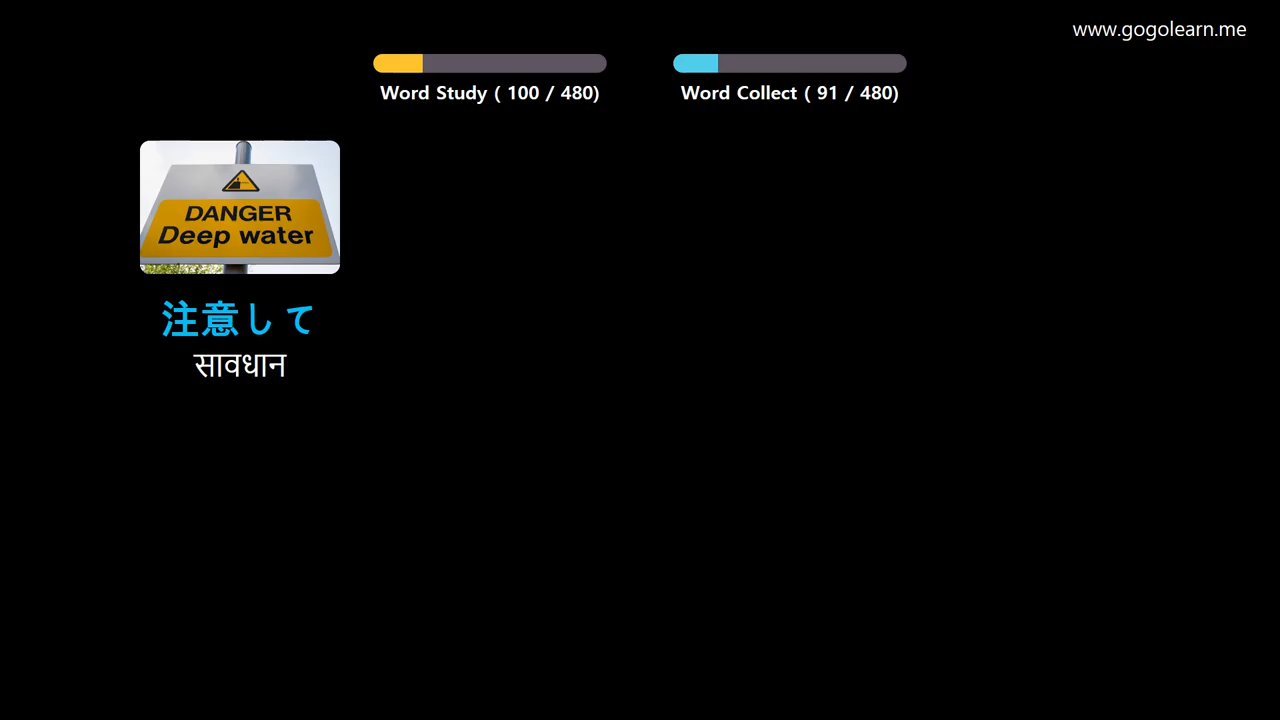 www.gogolearn.me
Word Study ( 100 / 480)
Word Collect ( 91 / 480)
DANGER
Deep water
注意して
सावधान